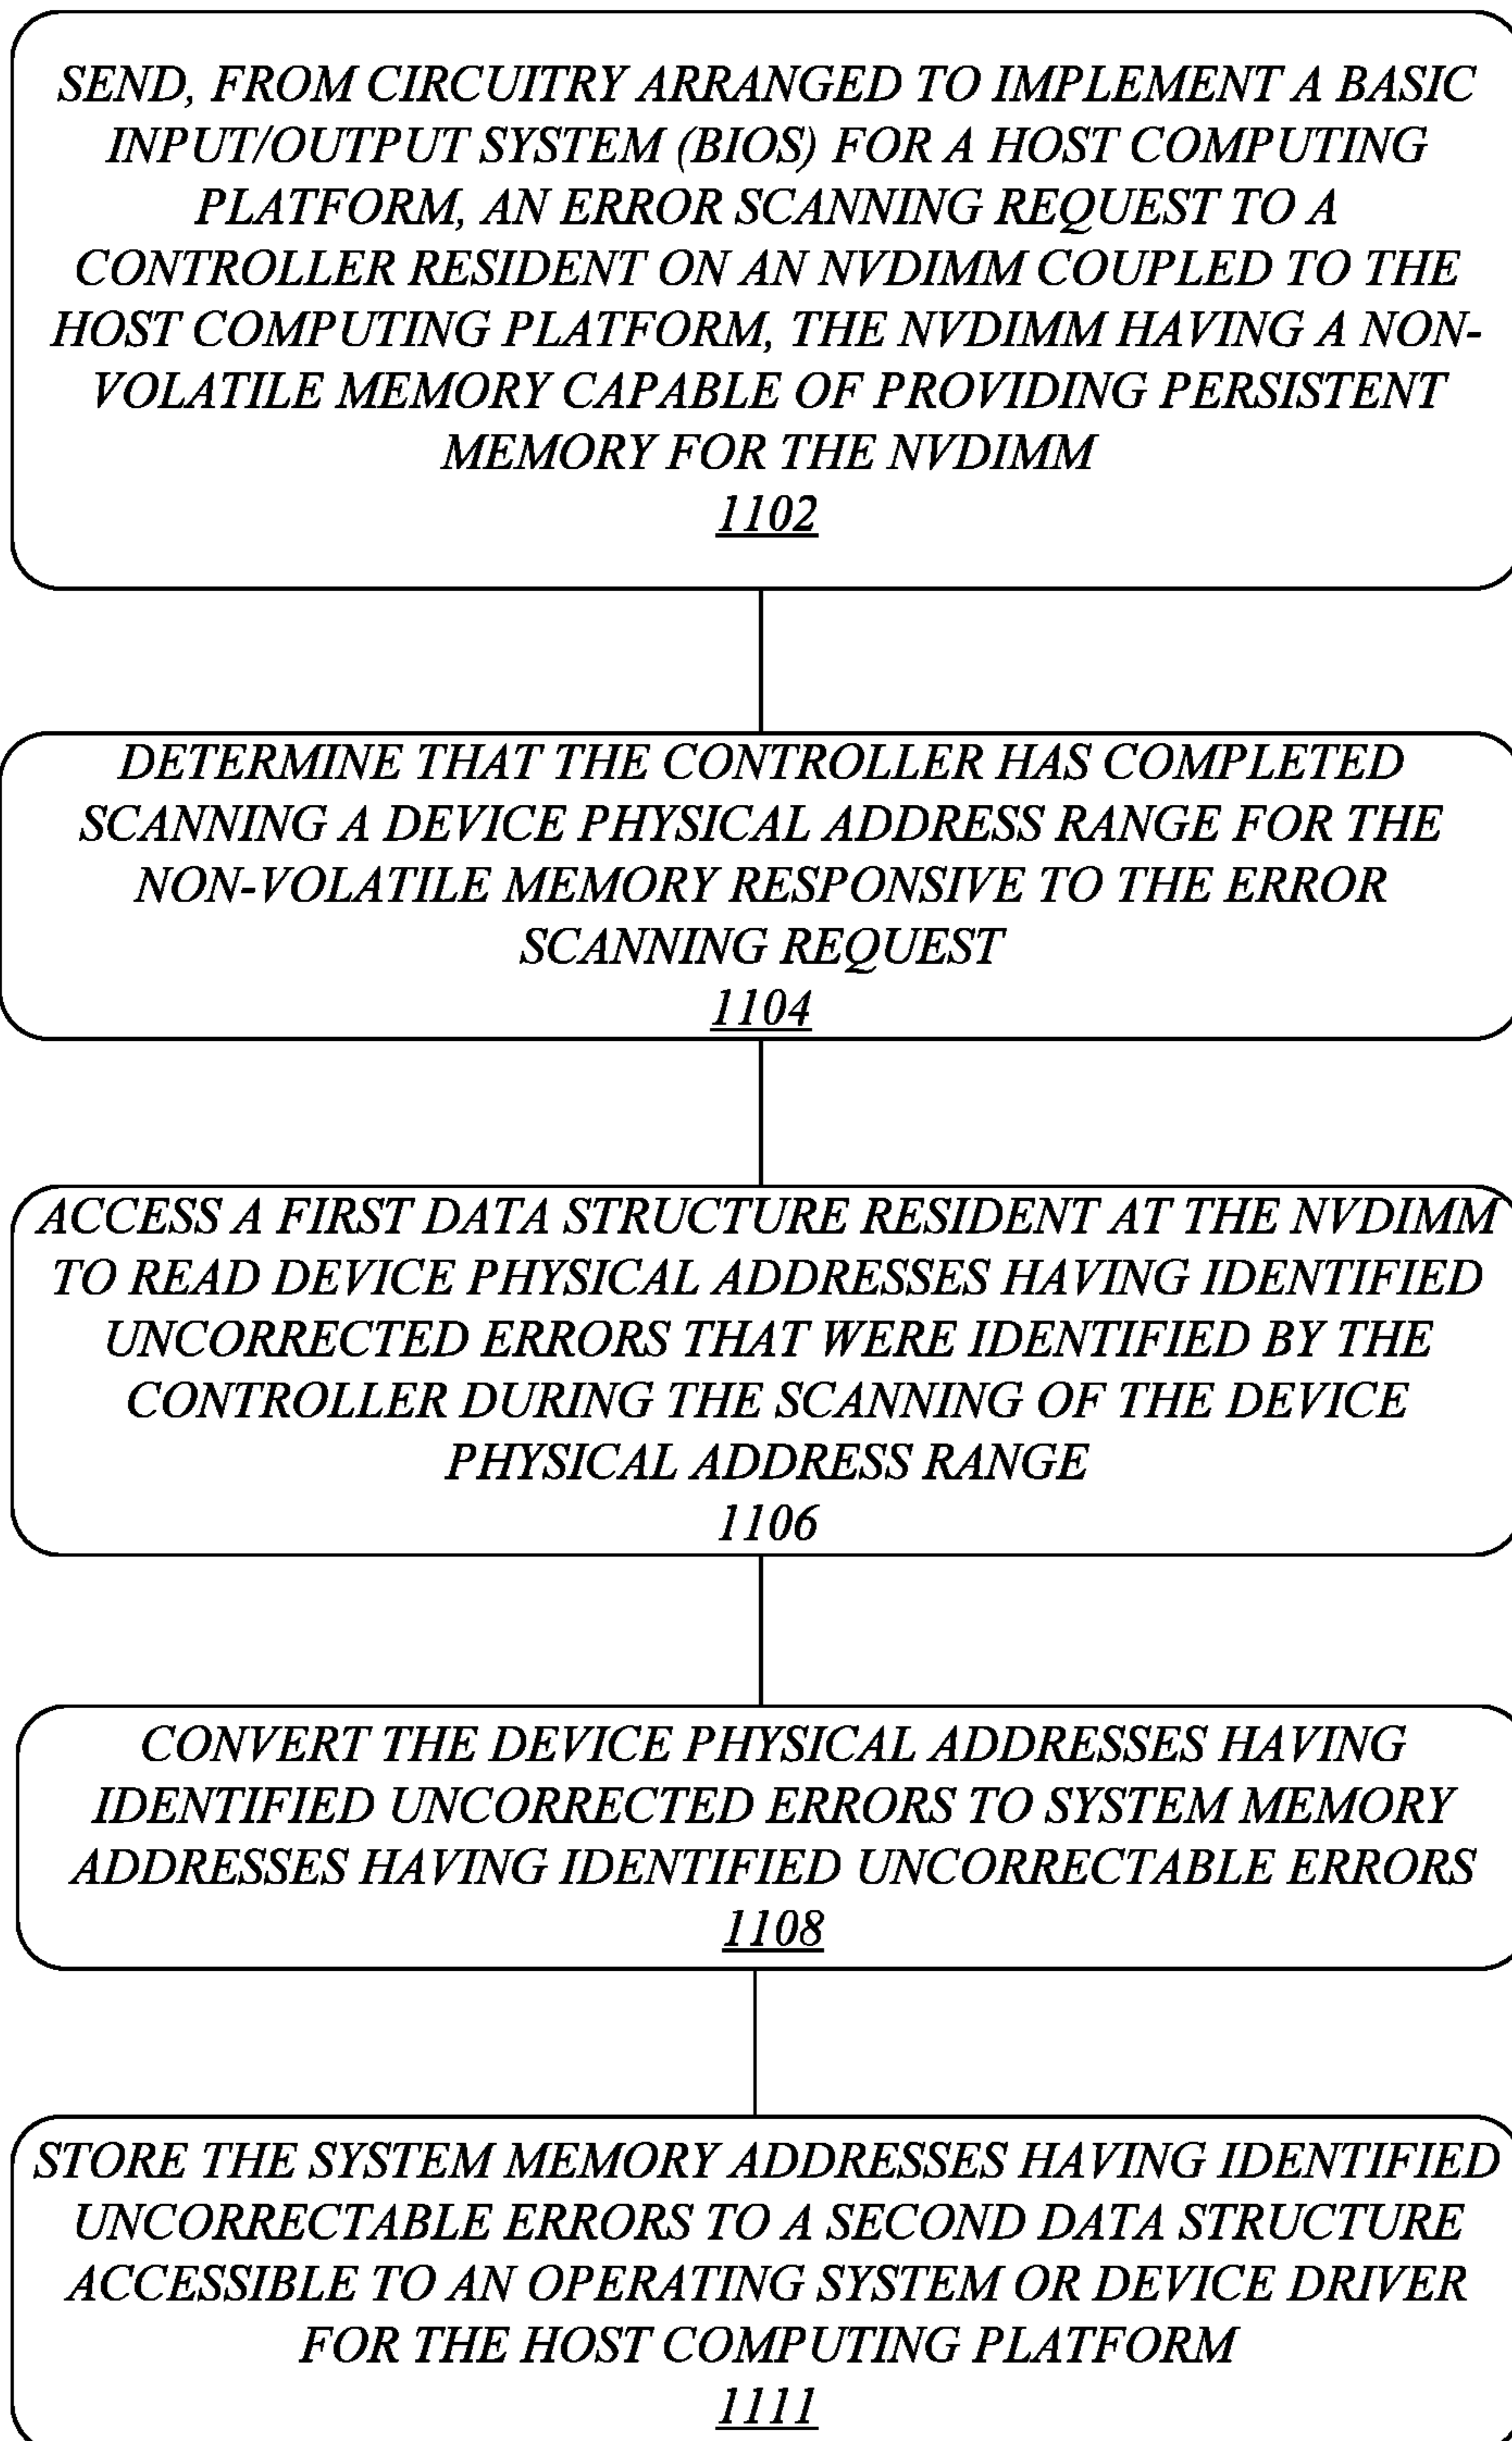 SEND, FROM CIRCUITRY ARRANGED TO IMPLEMENT A BASIC
INPUT/OUTPUT SYSTEM (BIOS) FOR A HOST COMPUTING
PLATFORM, AN ERROR SCANNING REQUEST TO A
CONTROLLER RESIDENT ON AN NVDIMM COUPLED TO THE
HOST COMPUTING PLATFORM, THE NVDIMM HAVING A NON-
VOLATILE MEMORY CAPABLE OF PROVIDING PERSISTENT
MEMORY FOR THE NVDIMM
1102
DETERMINE THAT THE CONTROLLER HAS COMPLETED
SCANNING A DEVICE PHYSICAL ADDRESS RANGE FOR THE
NON-VOLATILE MEMORY RESPONSIVE TO THE ERROR
SCANNING REQUEST
1104
ACCESS A FIRST DATA STRUCTURE RESIDENT AT THE NVDIMM
TO READ DEVICE PHYSICAL ADDRESSES HAVING IDENTIFIED
UNCORRECTED ERRORS THAT WERE IDENTIFIED BY THE
CONTROLLER DURING THE SCANNING OF THE DEVICE
PHYSICAL ADDRESS RANGE
1106
CONVERT THE DEVICE PHYSICAL ADDRESSES HAVING
IDENTIFIED UNCORRECTED ERRORS TO SYSTEM MEMORY
ADDRESSES HAVING IDENTIFIED UNCORRECTABLE ERRORS
1108
STORE THE SYSTEM MEMORY ADDRESSES HAVING IDENTIFIED
UNCORRECTABLE ERRORS TO A SECOND DATA STRUCTURE
ACCESSIBLE TO AN OPERATING SYSTEM OR DEVICE DRIVER
FOR THE HOST COMPUTING PLATFORM
1111